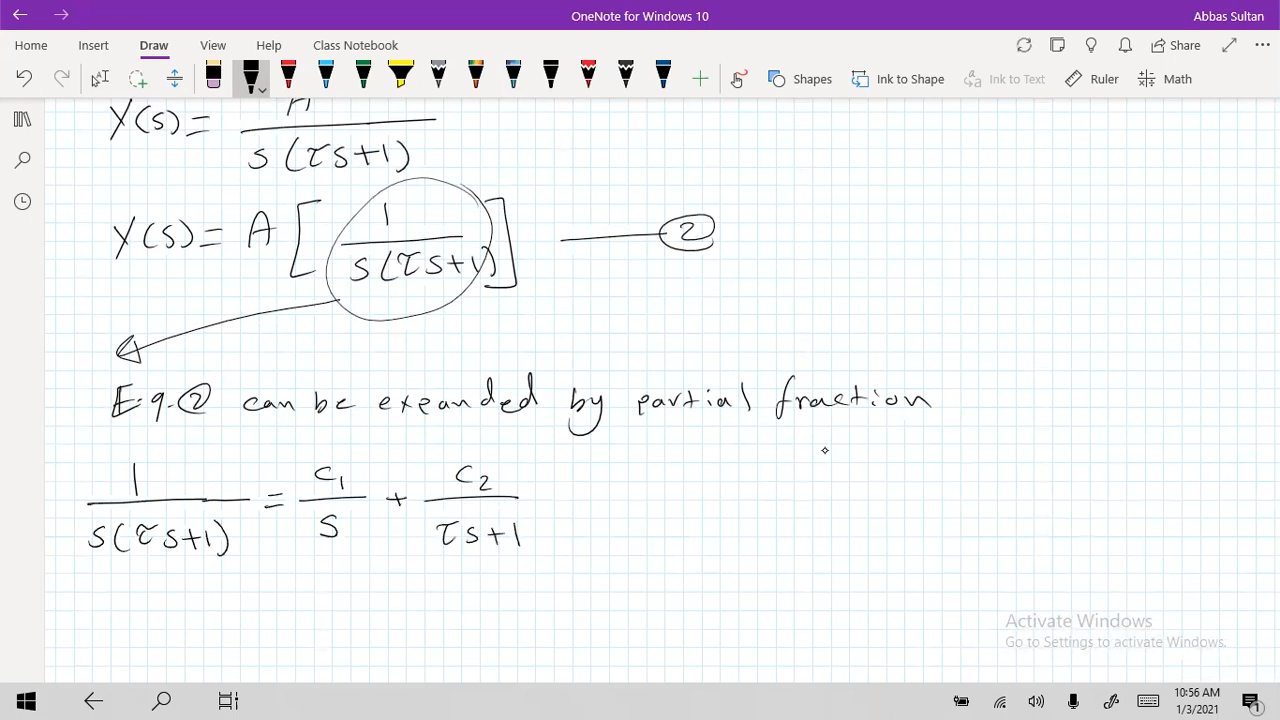 OneNote for Windows 10
Abbas Sultan
Home Insert Draw View Help Class Notebook Share
Shapes Ink to Shape Ink to Text Ruler Math
Y(s) = A / s(τs+1)
Y(s) = A [ 1 / s(τs+1) ] —— ②
E.q.② can be expanded by partial fraction
1 / s(τs+1) = c₁ / s + c₂ / τs+1
Activate Windows
Go to Settings to activate Windows.
10:56 AM
1/3/2021
1